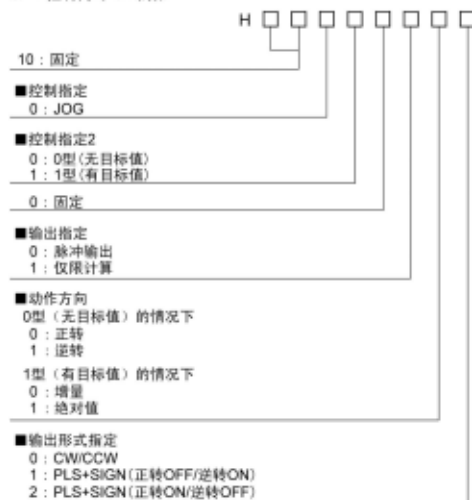 H □ □ □ □ □ □ □ □
10：固定
■控制指定
0：JOG
■控制指定2
0：0型(无目标值)
1：1型(有目标值)
0：固定
■输出指定
0：脉冲输出
1：仅限计算
■动作方向
0型（无目标值）的情况下
0：正转
1：逆转
1型（有目标值）的情况下
0：增量
1：绝对值
■输出形式指定
0：CW/CCW
1：PLS+SIGN(正转OFF/逆转ON)
2：PLS+SIGN(正转ON/逆转OFF)